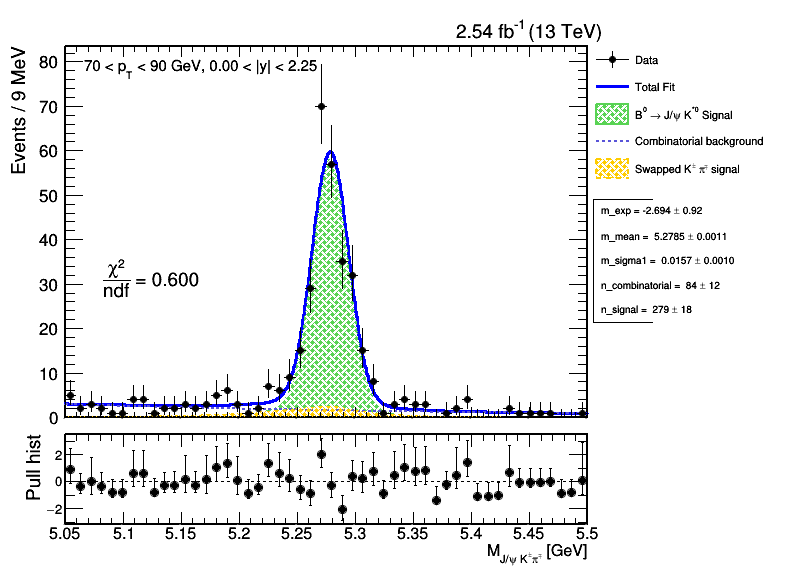 2.54 fb⁻¹ (13 TeV)
Events / 9 MeV
80
70
60
50
40
30
20
10
0
70 < p_T < 90 GeV, 0.00 < |y| < 2.25
χ²/ndf = 0.600
Data
Total Fit
B⁰ → J/ψ K*⁰ Signal
Combinatorial background
Swapped K^± π^∓ signal
m_exp = -2.694 ± 0.92
m_mean = 5.2785 ± 0.0011
m_sigma1 = 0.0157 ± 0.0010
n_combinatorial = 84 ± 12
n_signal = 279 ± 18
Pull hist
2
0
−2
5.05 5.1 5.15 5.2 5.25 5.3 5.35 5.4 5.45 5.5
M_J/ψ K^± π^∓ [GeV]